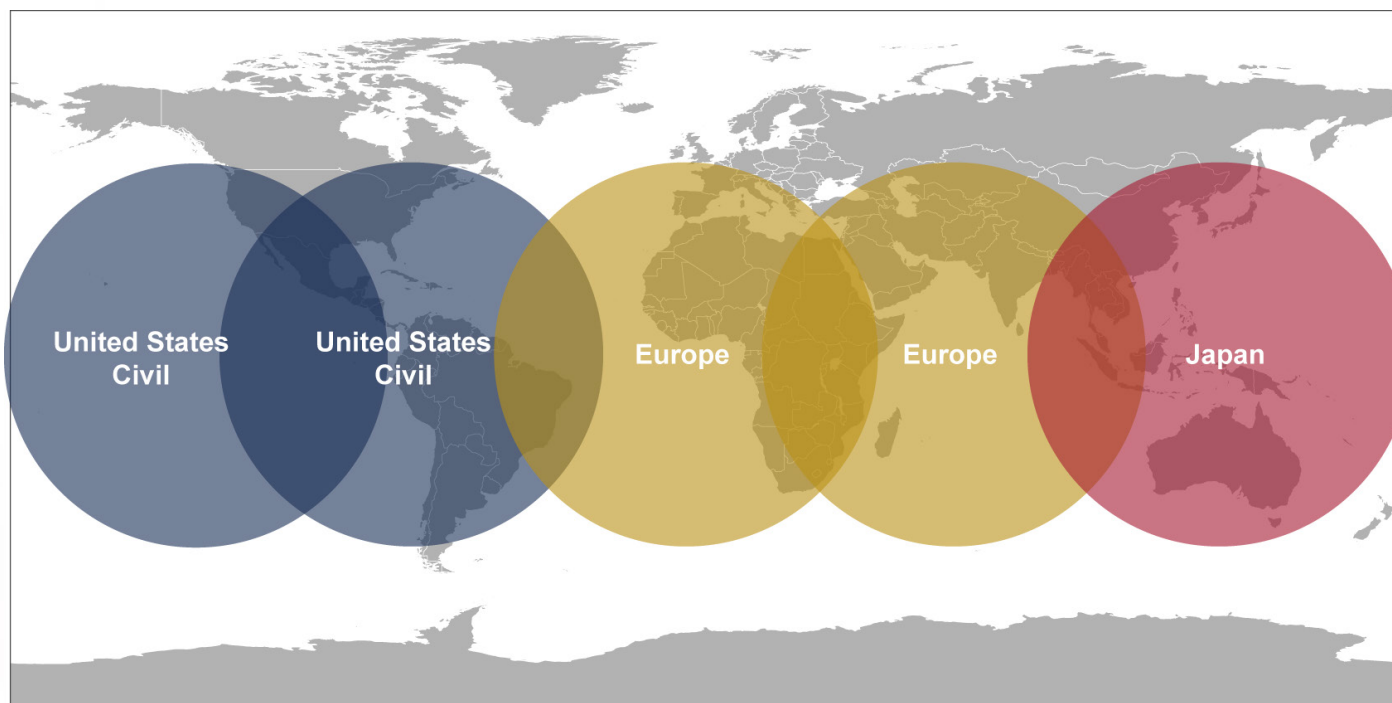 United States
Civil
United States
Civil
Europe
Europe
Japan